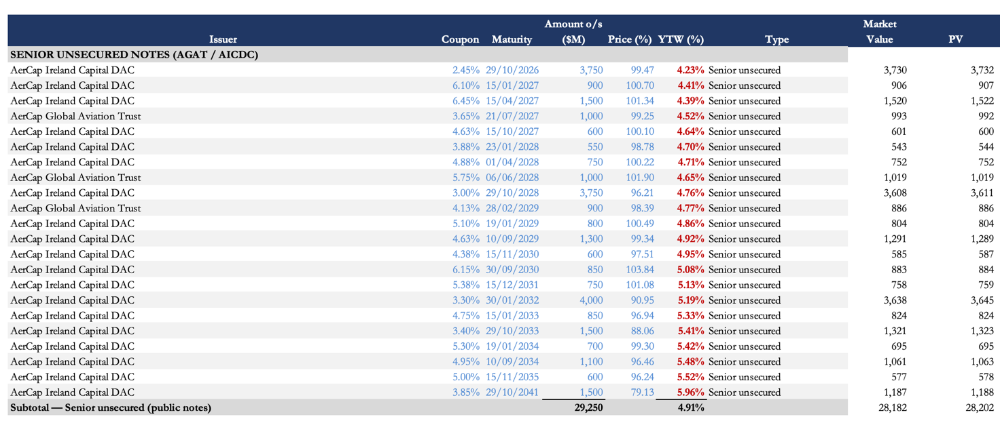 Issuer Coupon Maturity Amount o/s ($M) Price (%) YTW (%) Type Market Value PV
SENIOR UNSECURED NOTES (AGAT / AICDC)
AerCap Ireland Capital DAC 2.45% 29/10/2026 3,750 99.47 4.23% Senior unsecured 3,730 3,732
AerCap Ireland Capital DAC 6.10% 15/01/2027 900 100.70 4.41% Senior unsecured 906 907
AerCap Ireland Capital DAC 6.45% 15/04/2027 1,500 101.34 4.39% Senior unsecured 1,520 1,522
AerCap Global Aviation Trust 3.65% 21/07/2027 1,000 99.25 4.52% Senior unsecured 993 992
AerCap Ireland Capital DAC 4.63% 15/10/2027 600 100.10 4.64% Senior unsecured 601 600
AerCap Ireland Capital DAC 3.88% 23/01/2028 550 98.78 4.70% Senior unsecured 543 544
AerCap Ireland Capital DAC 4.88% 01/04/2028 750 100.22 4.71% Senior unsecured 752 752
AerCap Global Aviation Trust 5.75% 06/06/2028 1,000 101.90 4.65% Senior unsecured 1,019 1,019
AerCap Ireland Capital DAC 3.00% 29/10/2028 3,750 96.21 4.76% Senior unsecured 3,608 3,611
AerCap Global Aviation Trust 4.13% 28/02/2029 900 98.39 4.77% Senior unsecured 886 886
AerCap Ireland Capital DAC 5.10% 19/01/2029 800 100.49 4.86% Senior unsecured 804 804
AerCap Ireland Capital DAC 4.63% 10/09/2029 1,300 99.34 4.92% Senior unsecured 1,291 1,289
AerCap Ireland Capital DAC 4.38% 15/11/2030 600 97.51 4.95% Senior unsecured 585 587
AerCap Ireland Capital DAC 6.15% 30/09/2030 850 103.84 5.08% Senior unsecured 883 884
AerCap Ireland Capital DAC 5.38% 15/12/2031 750 101.08 5.13% Senior unsecured 758 759
AerCap Ireland Capital DAC 3.30% 30/01/2032 4,000 90.95 5.19% Senior unsecured 3,638 3,645
AerCap Ireland Capital DAC 4.75% 15/01/2033 850 96.94 5.33% Senior unsecured 824 824
AerCap Ireland Capital DAC 3.40% 29/10/2033 1,500 88.06 5.41% Senior unsecured 1,321 1,323
AerCap Ireland Capital DAC 5.30% 19/01/2034 700 99.30 5.42% Senior unsecured 695 695
AerCap Ireland Capital DAC 4.95% 10/09/2034 1,100 96.46 5.48% Senior unsecured 1,061 1,063
AerCap Ireland Capital DAC 5.00% 15/11/2035 600 96.24 5.52% Senior unsecured 577 578
AerCap Ireland Capital DAC 3.85% 29/10/2041 1,500 79.13 5.96% Senior unsecured 1,187 1,188
Subtotal — Senior unsecured (public notes) 29,250 4.91% 28,182 28,202